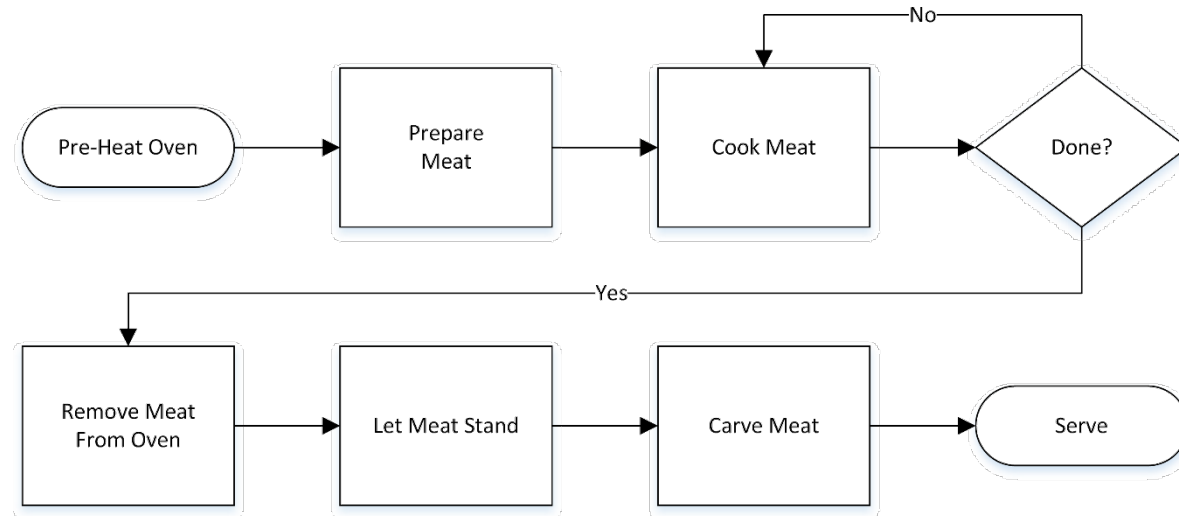 No
Pre-Heat Oven
Prepare
Meat
Cook Meat
Done?
Yes
Remove Meat
From Oven
Let Meat Stand
Carve Meat
Serve